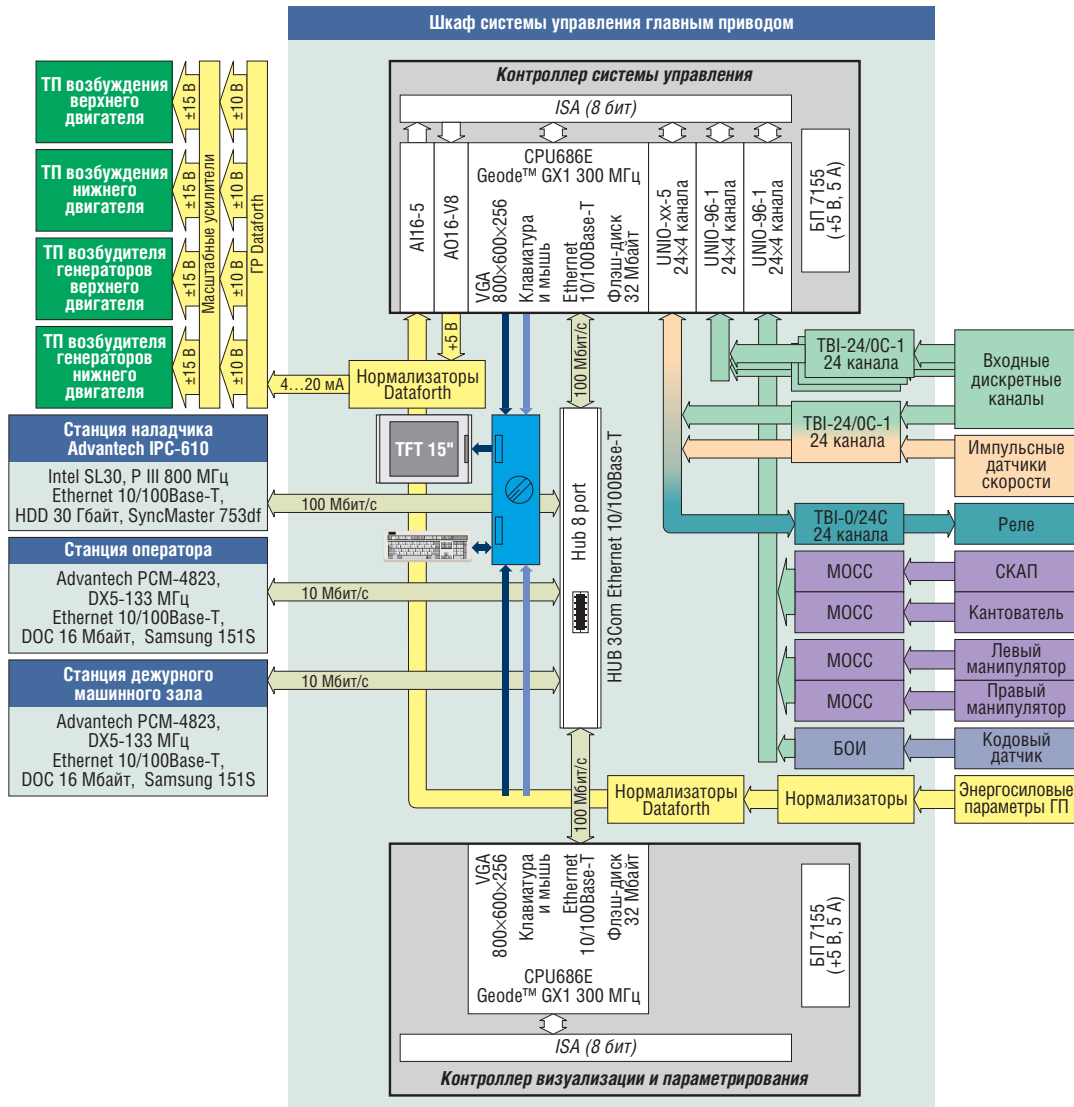 Шкаф системы управления главным приводом
ТП возбуждения
верхнего
двигателя
±15 В
±10 В
ТП возбуждения
нижнего
двигателя
±15 В
±10 В
ТП возбудителя
генераторов
верхнего
двигателя
±15 В
±10 В
ТП возбудителя
генераторов
нижнего
двигателя
±15 В
±10 В
Масштабные усилители
ГР Dataforth
Контроллер системы управления
ISA (8 бит)
AI16-5
AO16-V8
CPU686E
Geode™ GX1 300 МГц
VGA
800×600×256
Клавиатура
и мышь
Ethernet
10/100Base-T
Флэш-диск
32 Мбайт
UNIO-xx-5
24×4 канала
UNIO-96-1
24×4 канала
UNIO-96-1
24×4 канала
БП 7155
(+5 В, 5 А)
+5 В
4...20 мА
Нормализаторы
Dataforth
100 Мбит/с
TFT 15"
Станция наладчика
Advantech IPC-610
Intel SL30, P III 800 МГц
Ethernet 10/100Base-T,
HDD 30 Гбайт, SyncMaster 753df
100 Мбит/с
Станция оператора
Advantech PCM-4823,
DX5-133 МГц
Ethernet 10/100Base-T,
DOC 16 Мбайт, Samsung 151S
10 Мбит/с
Станция дежурного
машинного зала
Advantech PCM-4823,
DX5-133 МГц
Ethernet 10/100Base-T,
DOC 16 Мбайт, Samsung 151S
10 Мбит/с
Hub 8 port
HUB 3Com Ethernet 10/100Base-T
TBI-24/0C-1
24 канала
Входные
дискретные
каналы
TBI-24/0C-1
24 канала
Импульсные
датчики
скорости
TBI-0/24C
24 канала
Реле
МОСС
СКАП
МОСС
Кантователь
МОСС
Левый
манипулятор
МОСС
Правый
манипулятор
БОИ
Кодовый
датчик
Нормализаторы
Dataforth
Нормализаторы
Энергосиловые
параметры ГП
100 Мбит/с
VGA
800×600×256
Клавиатура
и мышь
Ethernet
10/100Base-T
Флэш-диск
32 Мбайт
CPU686E
Geode™ GX1 300 МГц
БП 7155
(+5 В, 5 А)
ISA (8 бит)
Контроллер визуализации и параметрирования